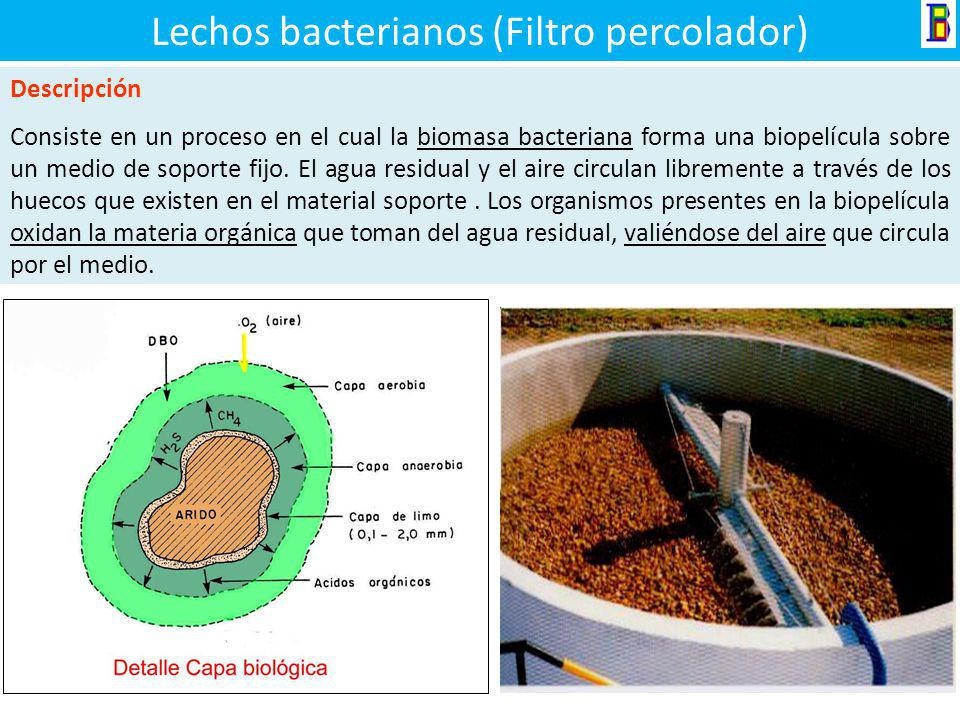 Lechos bacterianos (Filtro percolador)
B
Descripción
Consiste en un proceso en el cual la biomasa bacteriana forma una biopelícula sobre
un medio de soporte fijo. El agua residual y el aire circulan libremente a través de los
huecos que existen en el material soporte . Los organismos presentes en la biopelícula
oxidan la materia orgánica que toman del agua residual, valiéndose del aire que circula
por el medio.
O2 (aire)
DBO
Capa aerobia
CH4
H2S
Capa anaerobia
ARIDO
Capa de limo
(0,1 – 2,0 mm)
Acidos orgánicos
Detalle Capa biológica